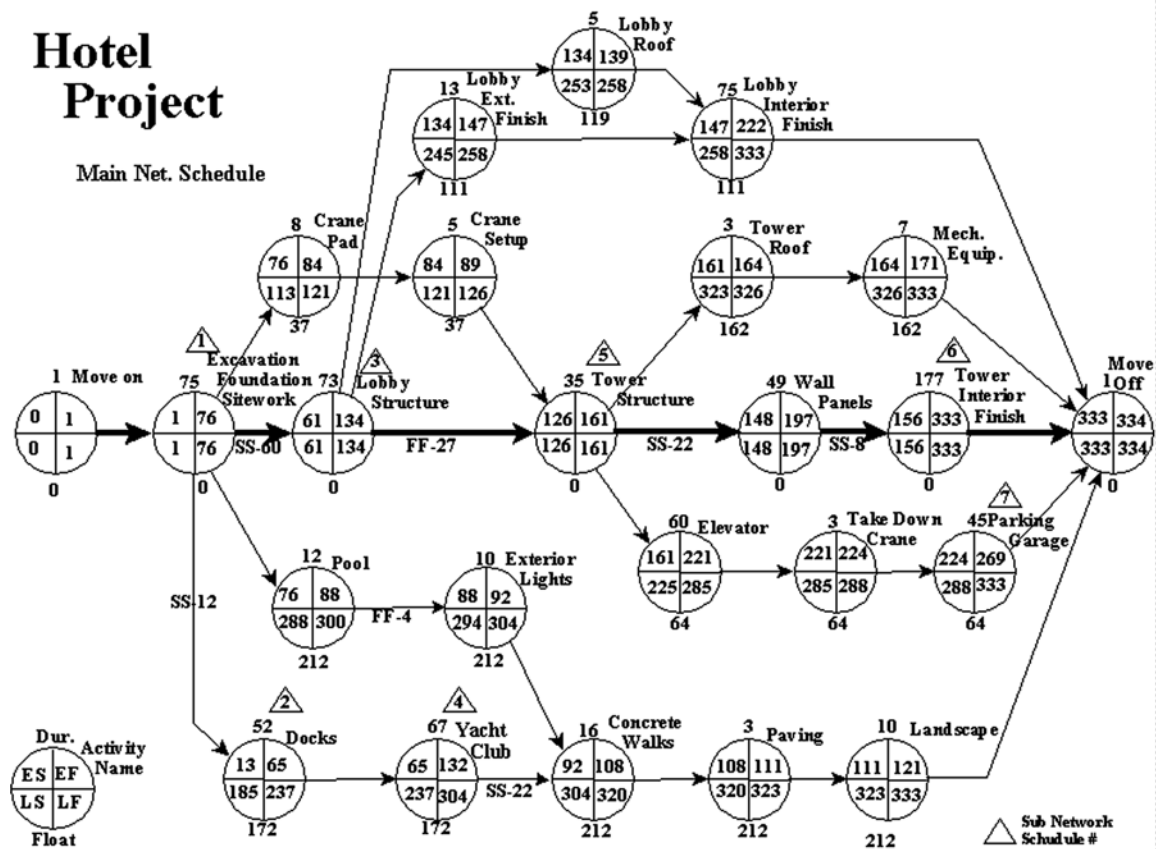 Hotel
Project
Main Net. Schedule
5
Lobby
Roof
134 139
253 258
119
13
Lobby
Ext.
Finish
134 147
245 258
111
75
Lobby
Interior
Finish
147 222
258 333
111
8
Crane
Pad
76 84
113 121
37
5
Crane
Setup
84 89
121 126
37
3
Tower
Roof
161 164
323 326
162
7
Mech.
Equip.
164 171
326 333
162
1 Move on
0 1
0 1
0
1
75
Excavation
Foundation
Sitework
1 76
1 76
0
SS-60
3
73
Lobby
Structure
61 134
61 134
0
FF-27
5
35 Tower
Structure
126 161
126 161
0
SS-22
49 Wall
Panels
148 197
148 197
0
SS-8
6
177
Tower
Interior
Finish
156 333
156 333
0
Move
Off
1
333 334
333 334
0
60 Elevator
161 221
225 285
64
3 Take Down
Crane
221 224
285 288
64
7
45 Parking
Garage
224 269
288 333
64
SS-12
12
Pool
76 88
288 300
212
FF-4
10
Exterior
Lights
88 92
294 304
212
2
52
Docks
13 65
185 237
172
4
67 Yacht
Club
65 132
237 304
172
SS-22
16
Concrete
Walks
92 108
304 320
212
3 Paving
108 111
320 323
212
10 Landscape
111 121
323 333
212
Dur.
Activity
Name
ES EF
LS LF
Float
Sub Network
Schudule #